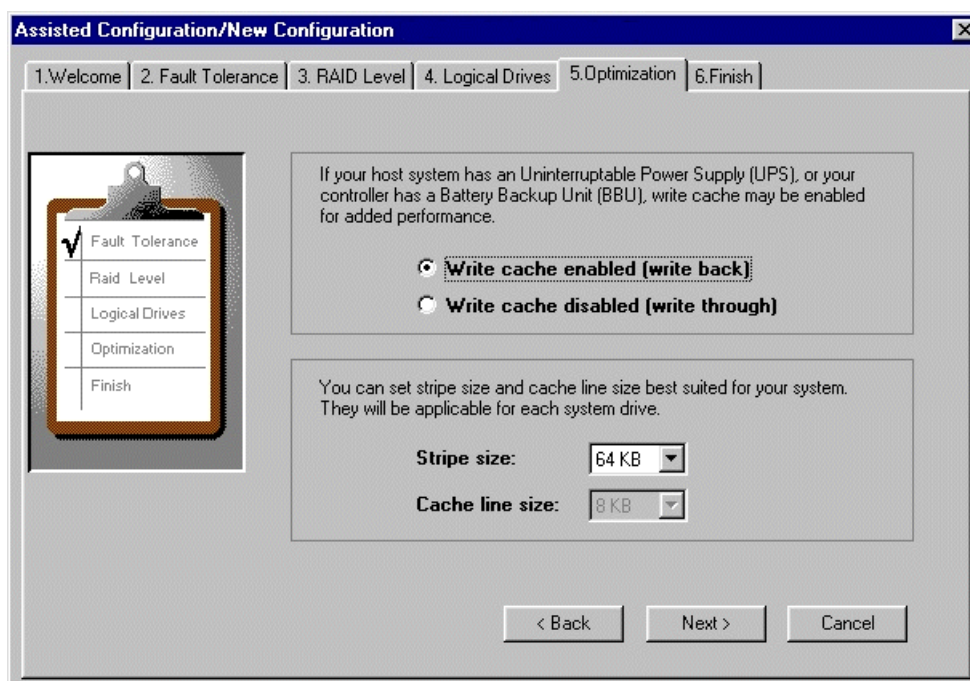 Assisted Configuration/New Configuration
1.Welcome
2. Fault Tolerance
3. RAID Level
4. Logical Drives
5.Optimization
6.Finish
Fault Tolerance
Raid Level
Logical Drives
Optimization
Finish
If your host system has an Uninterruptable Power Supply (UPS), or your
controller has a Battery Backup Unit (BBU), write cache may be enabled
for added performance.
Write cache enabled (write back)
Write cache disabled (write through)
You can set stripe size and cache line size best suited for your system.
They will be applicable for each system drive.
Stripe size: 64 KB
Cache line size: 8 KB
< Back
Next >
Cancel